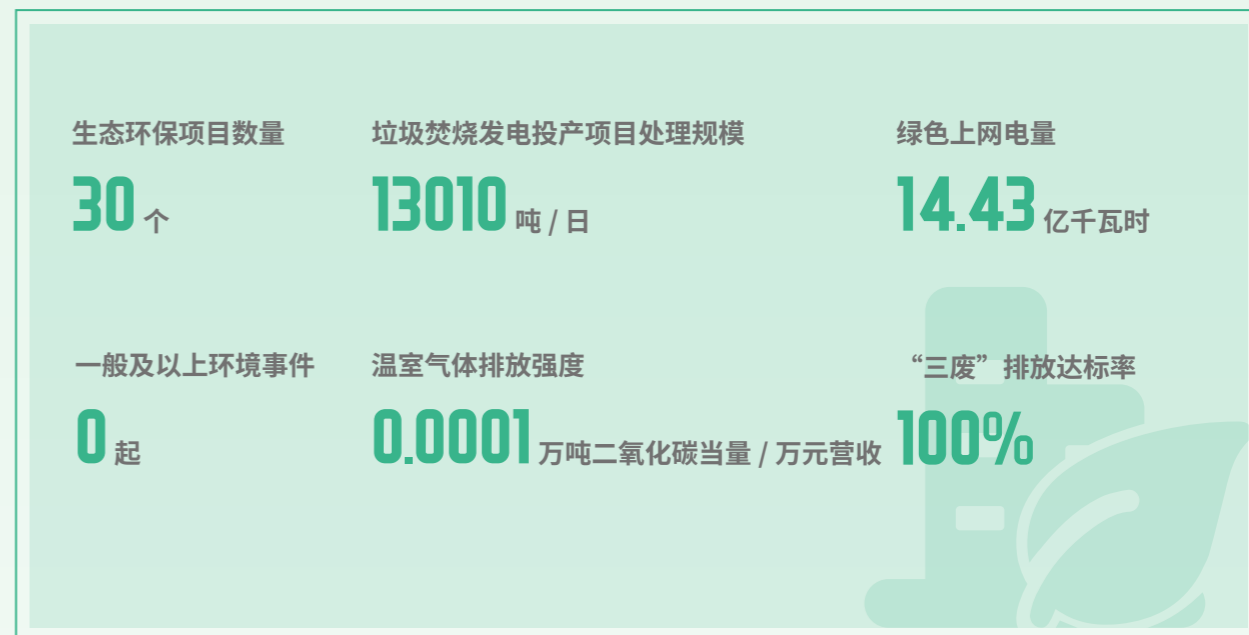 生态环保项目数量
30 个
垃圾焚烧发电投产项目处理规模
13010 吨 / 日
绿色上网电量
14.43 亿千瓦时
一般及以上环境事件
0 起
温室气体排放强度
0.0001 万吨二氧化碳当量 / 万元营收
“三废”排放达标率
100%